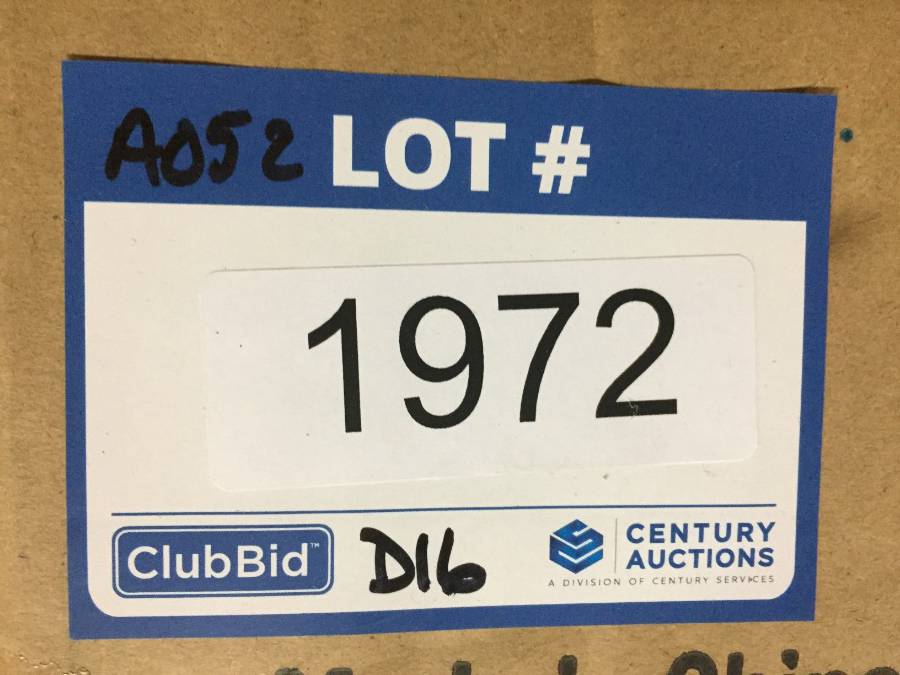 A052 LOT #
1972
ClubBid™ D16 CENTURY
AUCTIONS
A DIVISION OF CENTURY SERVICES